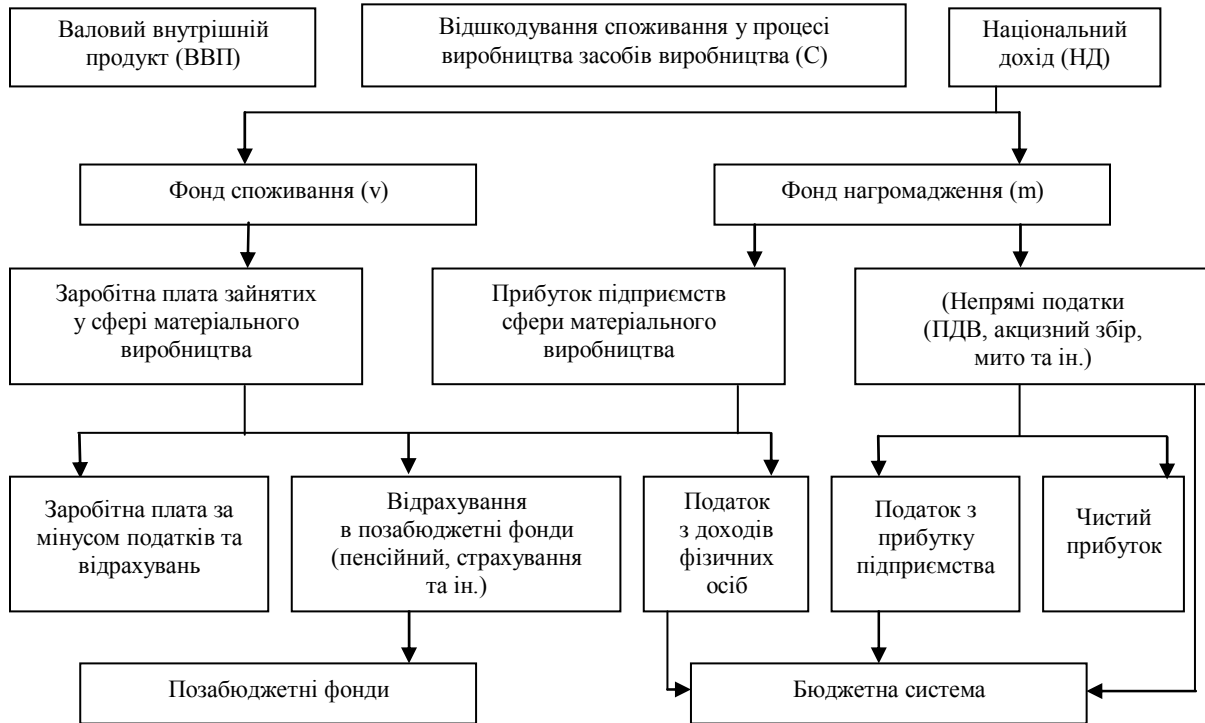 Валовий внутрішній
продукт (ВВП)
Відшкодування споживання у процесі
виробництва засобів виробництва (С)
Національний
дохід (НД)
Фонд споживання (v)
Фонд нагромадження (m)
Заробітна плата зайнятих
у сфері матеріального
виробництва
Прибуток підприємств
сфери матеріального
виробництва
(Непрямі податки
(ПДВ, акцизний збір,
мито та ін.)
Заробітна плата за
мінусом податків та
відрахувань
Відрахування
в позабюджетні фонди
(пенсійний, страхування
та ін.)
Податок
з доходів
фізичних
осіб
Податок з
прибутку
підприємства
Чистий
прибуток
Позабюджетні фонди
Бюджетна система